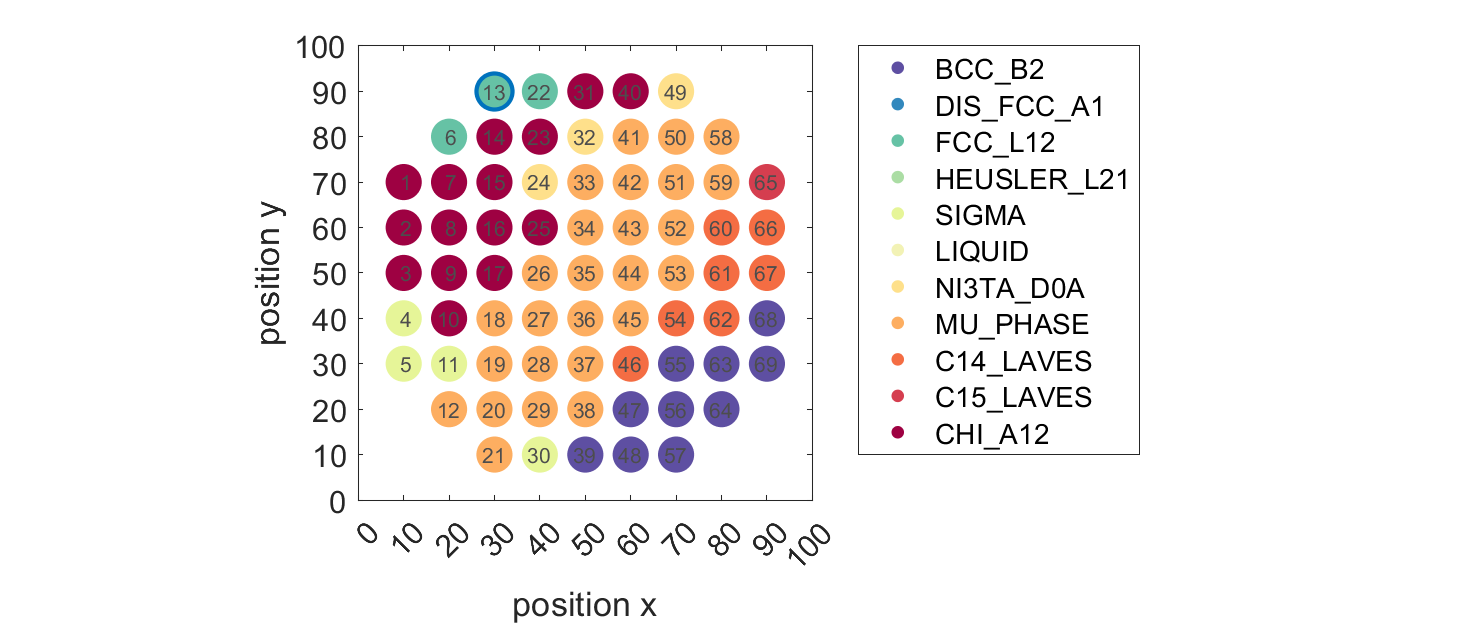 100
90
80
70
60
50
40
30
20
10
0
position y
13 22 31 40 49
6 14 23 32 41 50 58
1 7 15 24 33 42 51 59 65
2 8 16 25 34 43 52 60 66
3 9 17 26 35 44 53 61 67
4 10 18 27 36 45 54 62 68
5 11 19 28 37 46 55 63 69
12 20 29 38 47 56 64
21 30 39 48 57
0 10 20 30 40 50 60 70 80 90 100
position x
BCC_B2
DIS_FCC_A1
FCC_L12
HEUSLER_L21
SIGMA
LIQUID
NI3TA_D0A
MU_PHASE
C14_LAVES
C15_LAVES
CHI_A12